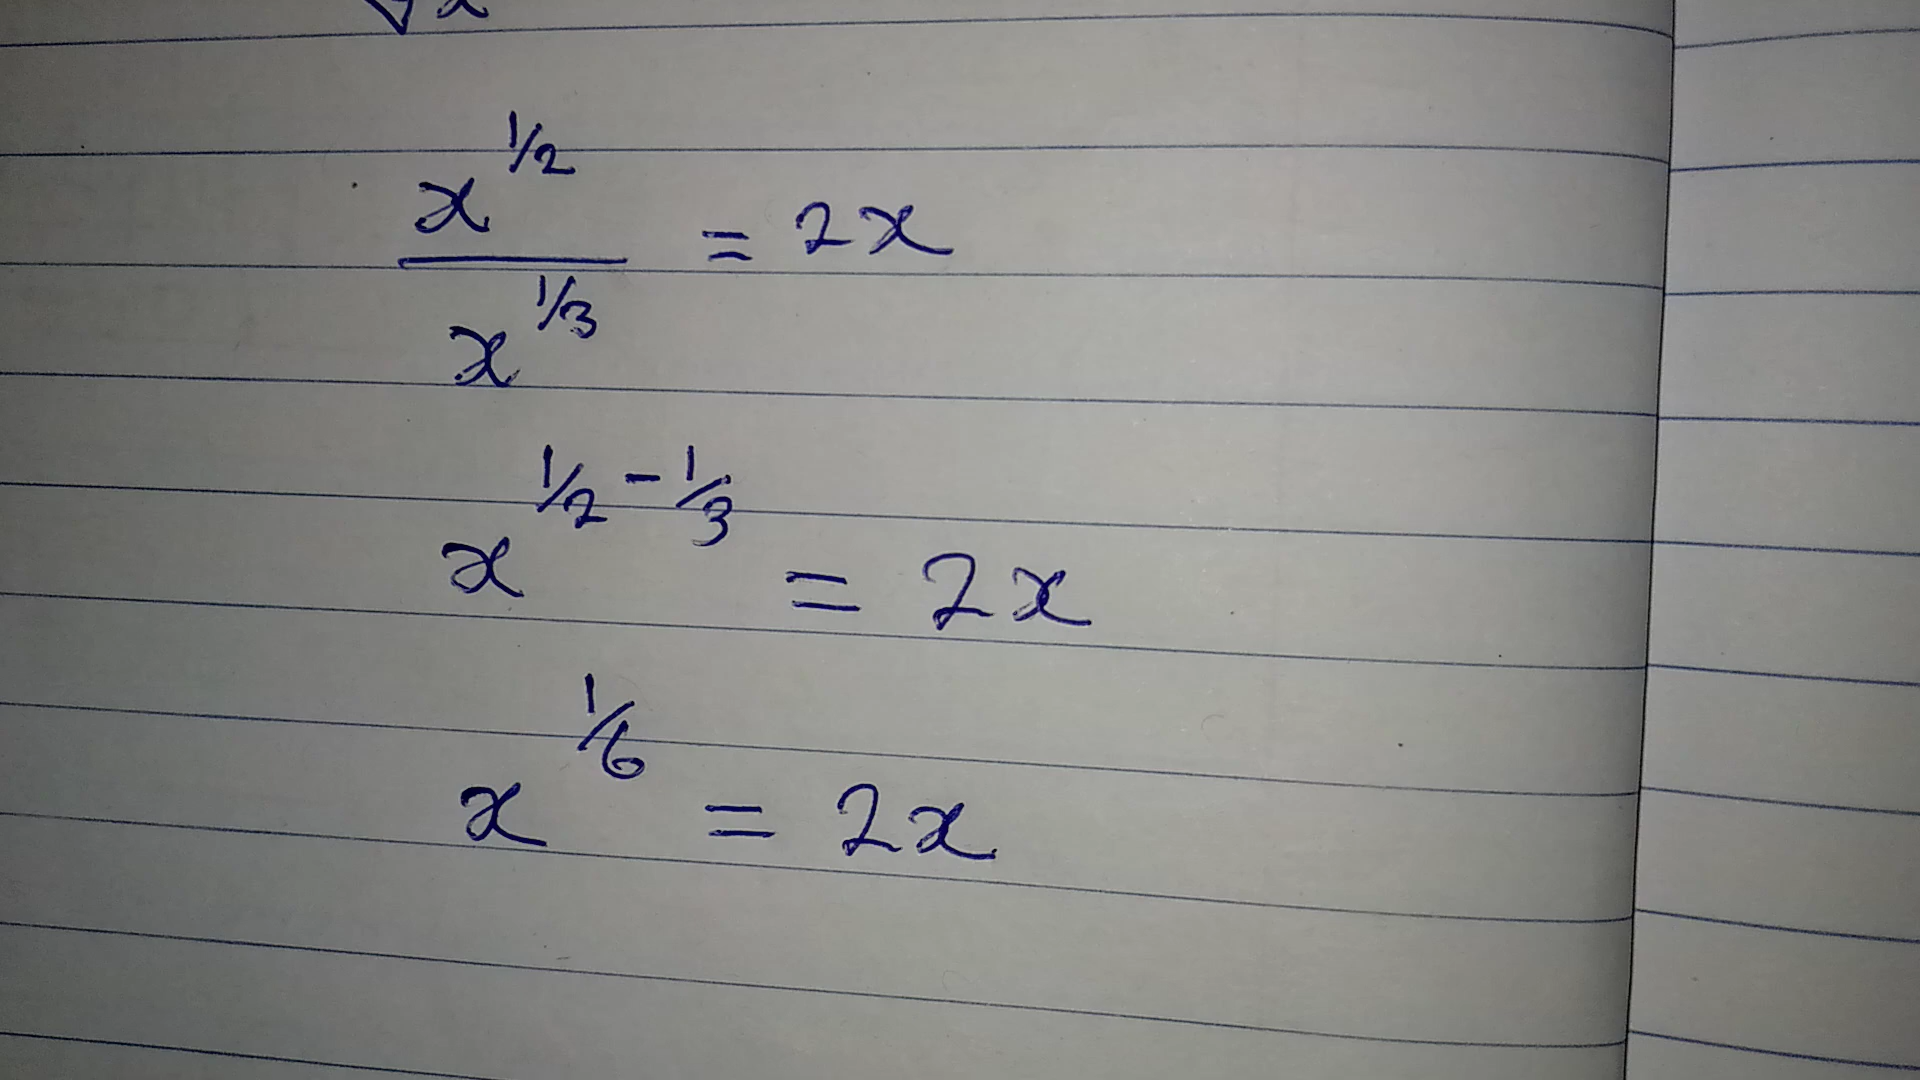 x^{1/2} / x^{1/3} = 2x
x^{1/2 - 1/3} = 2x
x^{1/6} = 2x